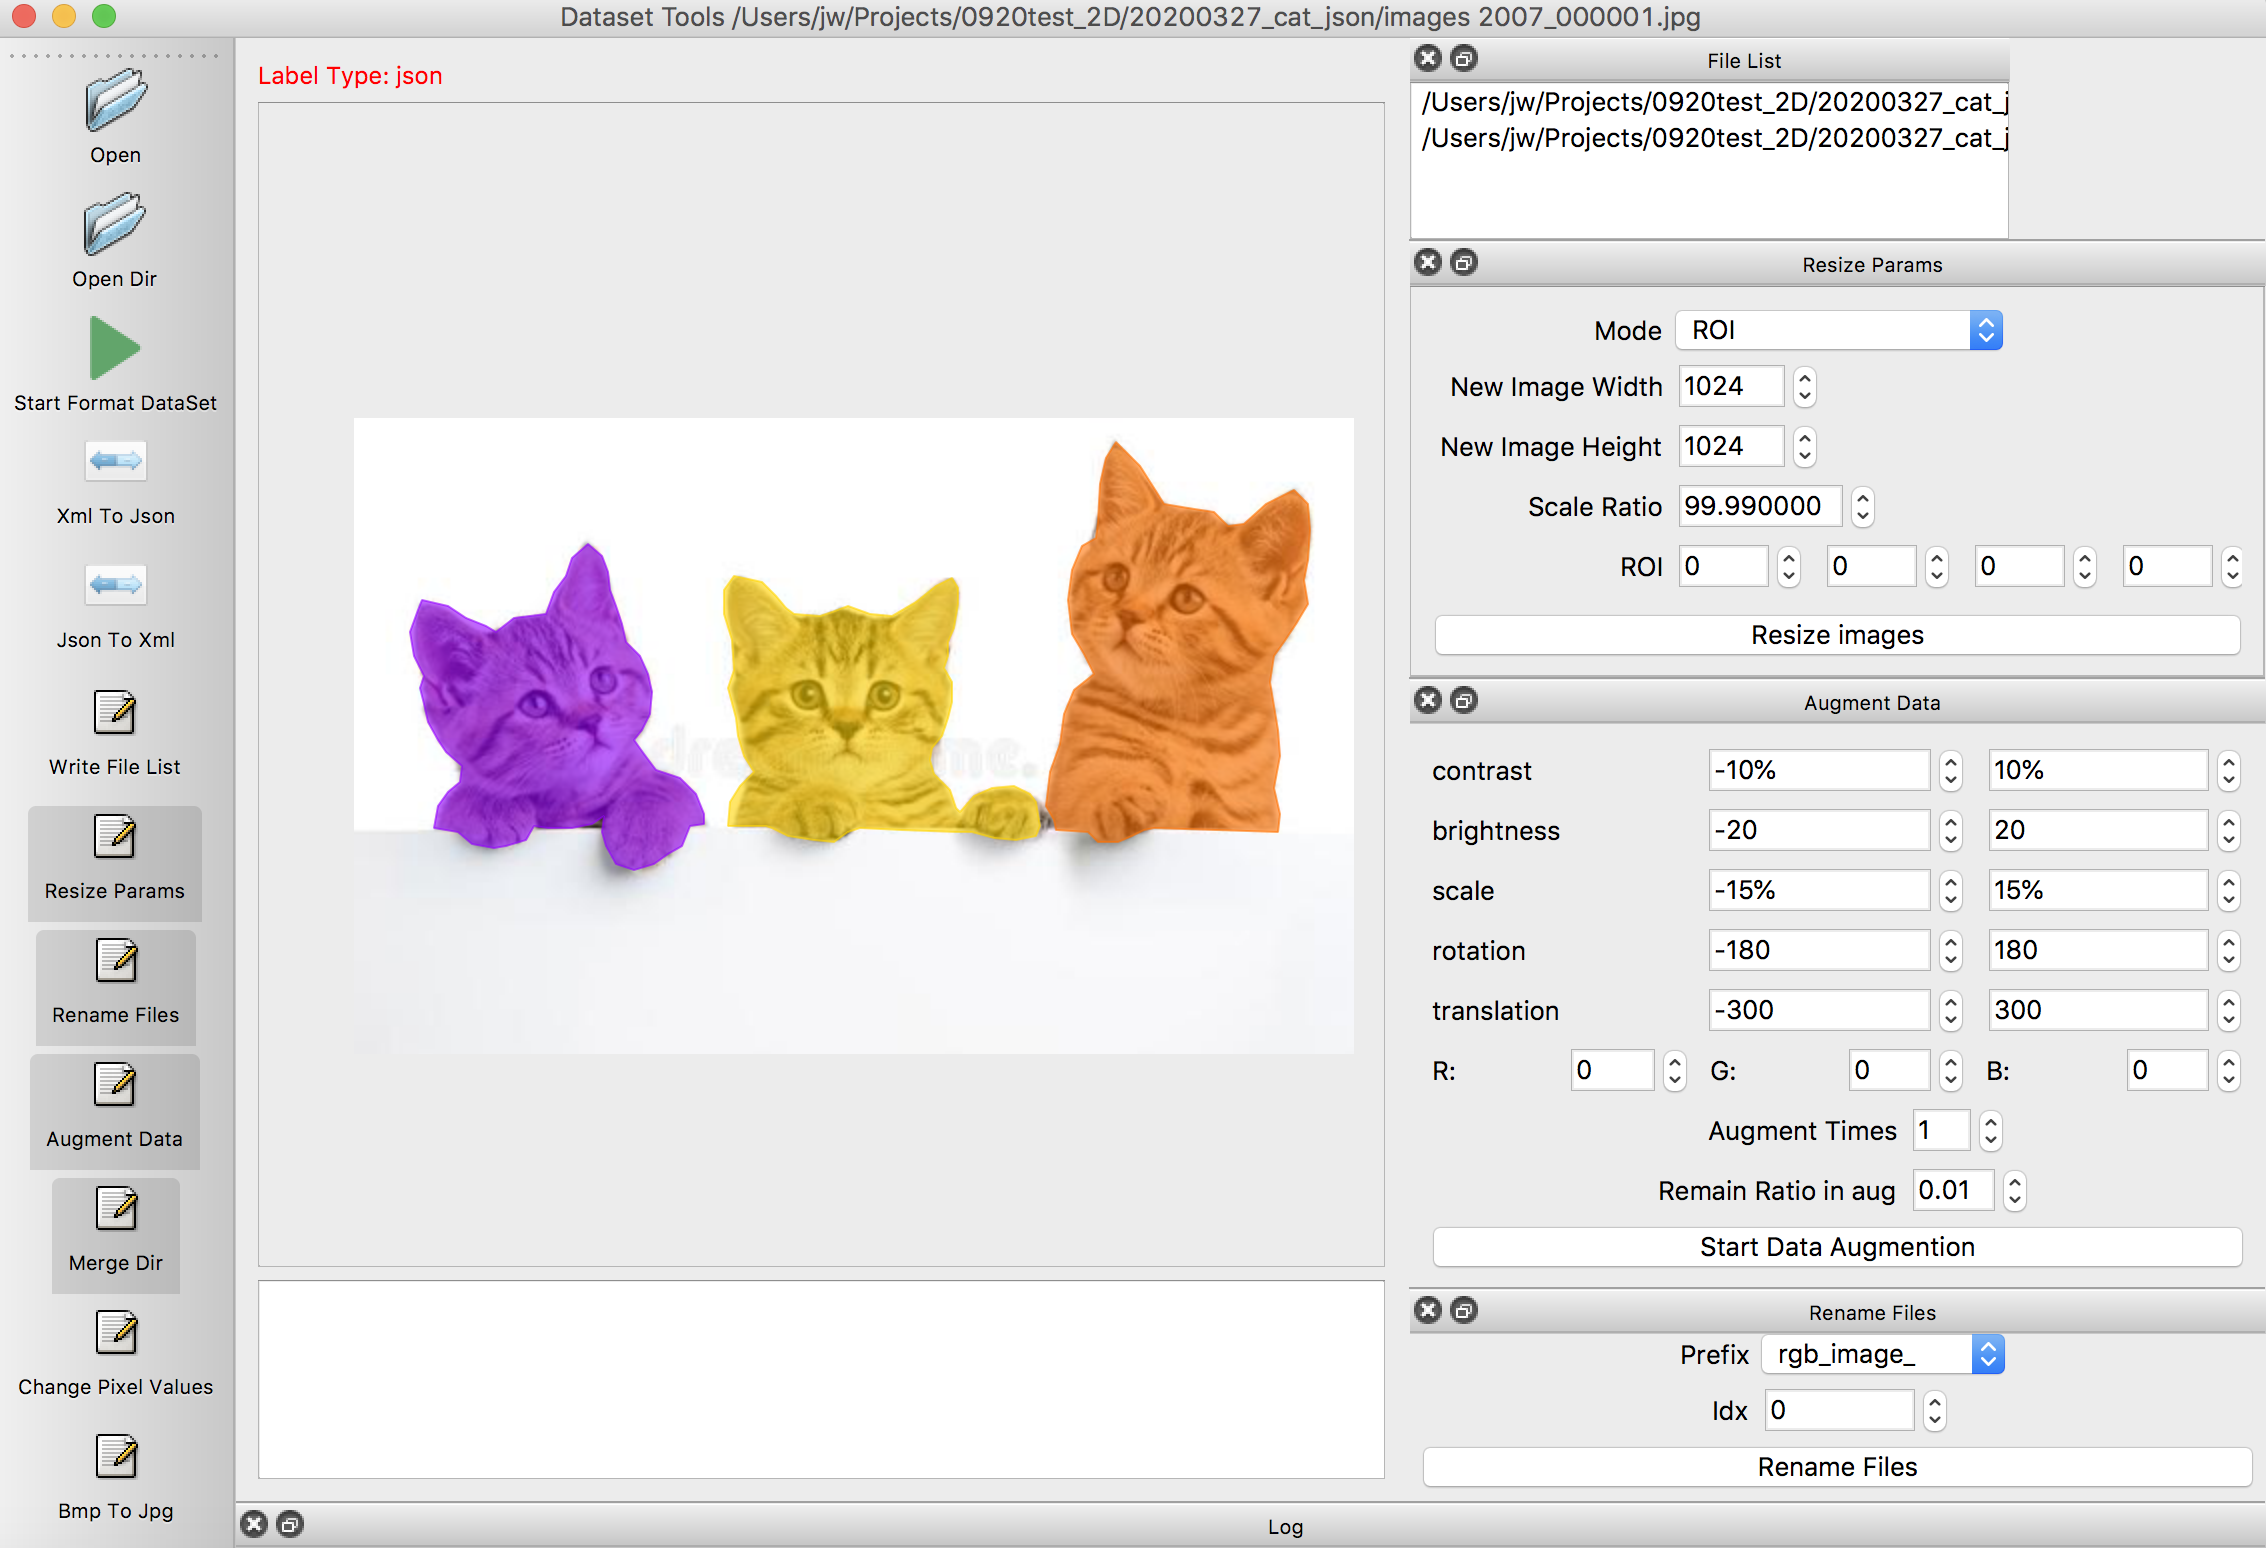 Dataset Tools /Users/jw/Projects/0920test_2D/20200327_cat_json/images 2007_000001.jpg
Open
Open Dir
Start Format DataSet
Xml To Json
Json To Xml
Write File List
Resize Params
Rename Files
Augment Data
Merge Dir
Change Pixel Values
Bmp To Jpg
Label Type: json
File List
/Users/jw/Projects/0920test_2D/20200327_cat_j
/Users/jw/Projects/0920test_2D/20200327_cat_j
Resize Params
Mode ROI
New Image Width 1024
New Image Height 1024
Scale Ratio 99.990000
ROI 0 0 0 0
Resize images
Augment Data
contrast -10% 10%
brightness -20 20
scale -15% 15%
rotation -180 180
translation -300 300
R: 0 G: 0 B: 0
Augment Times 1
Remain Ratio in aug 0.01
Start Data Augmention
Rename Files
Prefix rgb_image_
Idx 0
Rename Files
Log